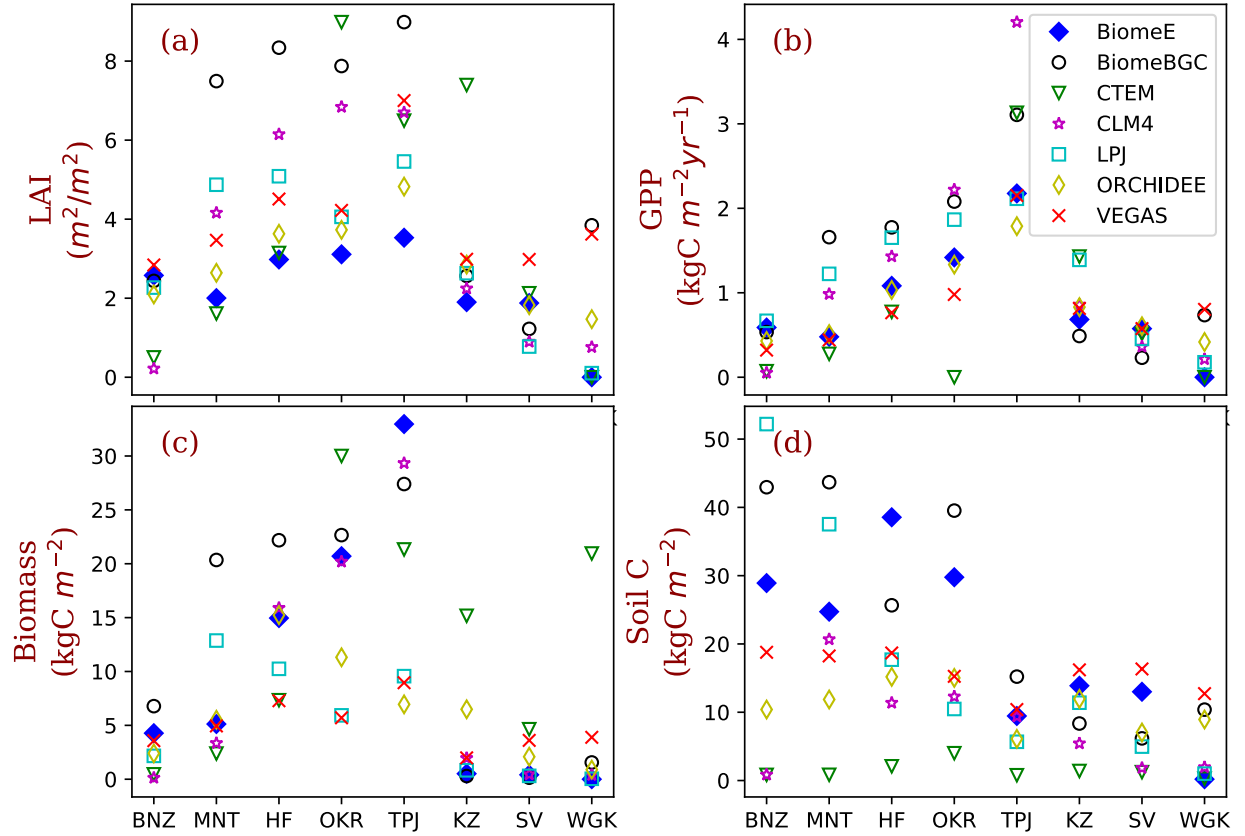 (a)
8
6
4
2
0
LAI
(m²/m²)
(b)
4
3
2
1
0
GPP
(kgC m⁻²yr⁻¹)
BiomeE
BiomeBGC
CTEM
CLM4
LPJ
ORCHIDEE
VEGAS
(c)
30
25
20
15
10
5
0
Biomass
(kgC m⁻²)
BNZ MNT HF OKR TPJ KZ SV WGK
(d)
50
40
30
20
10
0
Soil C
(kgC m⁻²)
BNZ MNT HF OKR TPJ KZ SV WGK